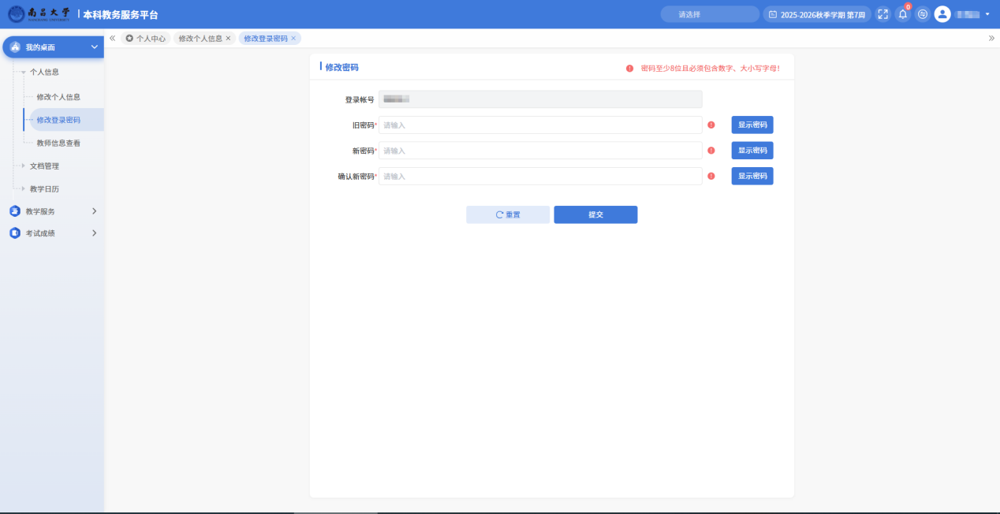 南昌大学
NANCHANG UNIVERSITY
本科教务服务平台
请选择
2025-2026秋季学期 第7周
0
我的桌面
个人信息
修改个人信息
修改登录密码
教师信息查看
文档管理
教学日历
教学服务
考试成绩
个人中心
修改个人信息 ×
修改登录密码 ×
修改密码
密码至少8位且必须包含数字、大小写字母!
登录帐号
旧密码* 请输入 显示密码
新密码* 请输入 显示密码
确认新密码* 请输入 显示密码
重置 提交